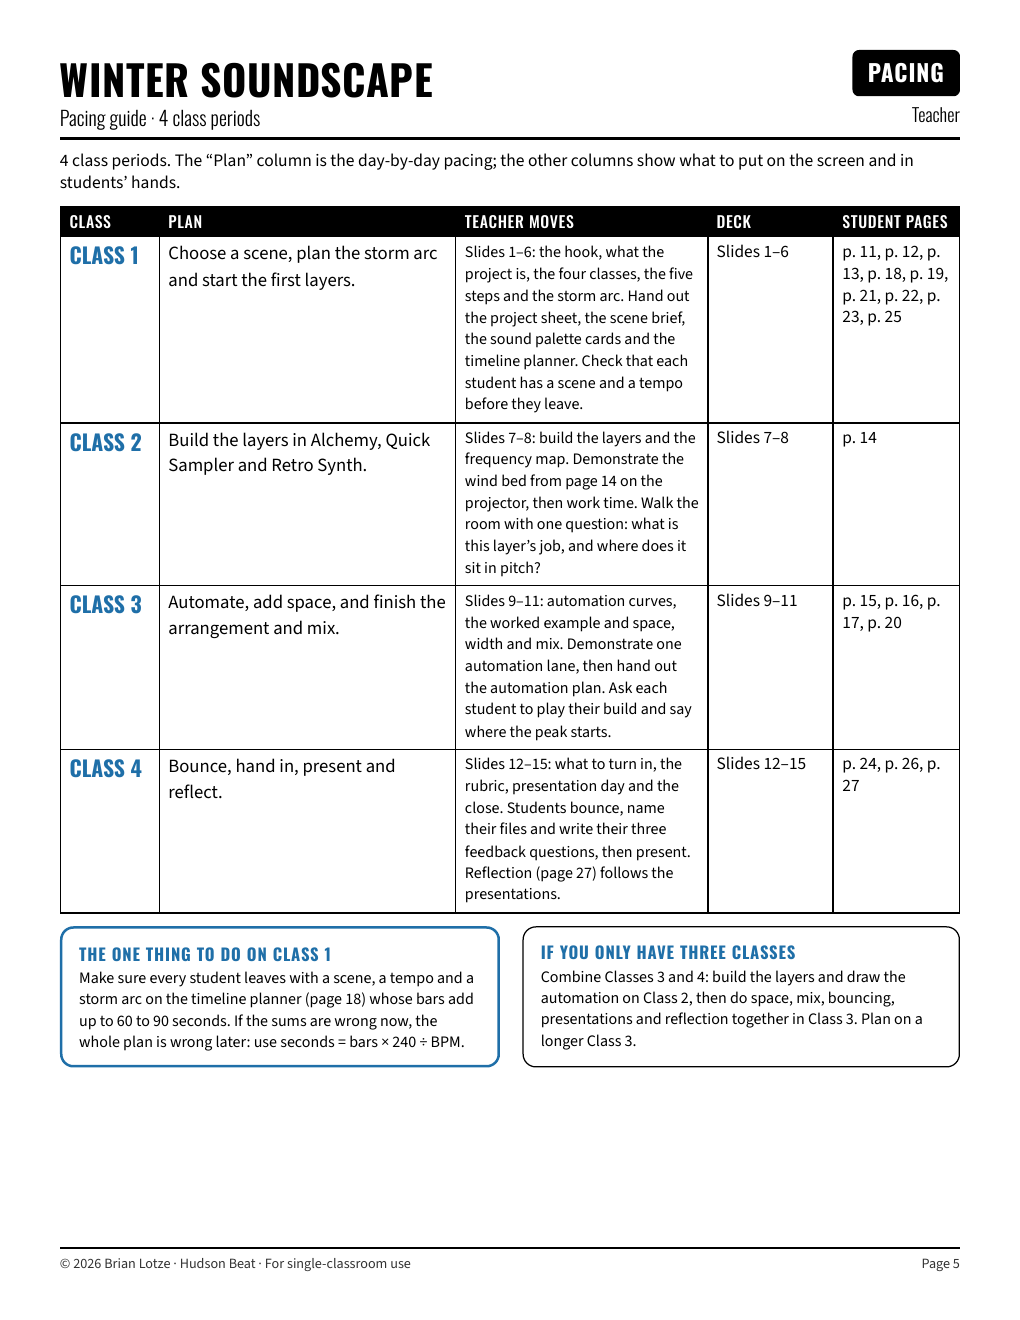 WINTER SOUNDSCAPE
PACING
Pacing guide · 4 class periods
Teacher
4 class periods. The “Plan” column is the day-by-day pacing; the other columns show what to put on the screen and in
students’ hands.
CLASS
PLAN
TEACHER MOVES
DECK
STUDENT PAGES
CLASS 1
Choose a scene, plan the storm arc
and start the first layers.
Slides 1–6: the hook, what the
project is, the four classes, the five
steps and the storm arc. Hand out
the project sheet, the scene brief,
the sound palette cards and the
timeline planner. Check that each
student has a scene and a tempo
before they leave.
Slides 1–6
p. 11, p. 12, p.
13, p. 18, p. 19,
p. 21, p. 22, p.
23, p. 25
CLASS 2
Build the layers in Alchemy, Quick
Sampler and Retro Synth.
Slides 7–8: build the layers and the
frequency map. Demonstrate the
wind bed from page 14 on the
projector, then work time. Walk the
room with one question: what is
this layer’s job, and where does it
sit in pitch?
Slides 7–8
p. 14
CLASS 3
Automate, add space, and finish the
arrangement and mix.
Slides 9–11: automation curves,
the worked example and space,
width and mix. Demonstrate one
automation lane, then hand out
the automation plan. Ask each
student to play their build and say
where the peak starts.
Slides 9–11
p. 15, p. 16, p.
17, p. 20
CLASS 4
Bounce, hand in, present and
reflect.
Slides 12–15: what to turn in, the
rubric, presentation day and the
close. Students bounce, name
their files and write their three
feedback questions, then present.
Reflection (page 27) follows the
presentations.
Slides 12–15
p. 24, p. 26, p.
27
THE ONE THING TO DO ON CLASS 1
Make sure every student leaves with a scene, a tempo and a
storm arc on the timeline planner (page 18) whose bars add
up to 60 to 90 seconds. If the sums are wrong now, the
whole plan is wrong later: use seconds = bars × 240 ÷ BPM.
IF YOU ONLY HAVE THREE CLASSES
Combine Classes 3 and 4: build the layers and draw the
automation on Class 2, then do space, mix, bouncing,
presentations and reflection together in Class 3. Plan on a
longer Class 3.
© 2026 Brian Lotze · Hudson Beat · For single-classroom use
Page 5